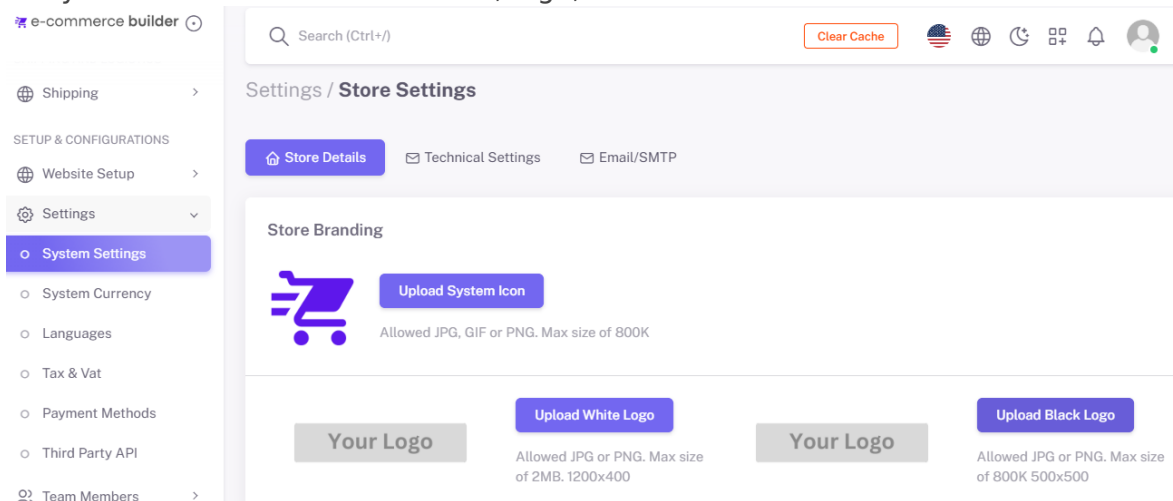 e-commerce builder
Search (Ctrl+/)
Clear Cache
Shipping
Settings / Store Settings
SETUP & CONFIGURATIONS
Store Details
Technical Settings
Email/SMTP
Website Setup
Settings
Store Branding
System Settings
Upload System Icon
System Currency
Allowed JPG, GIF or PNG. Max size of 800K
Languages
Tax & Vat
Payment Methods
Third Party API
Team Members
Your Logo
Upload White Logo
Allowed JPG or PNG. Max size
of 2MB. 1200x400
Your Logo
Upload Black Logo
Allowed JPG or PNG. Max size
of 800K 500x500